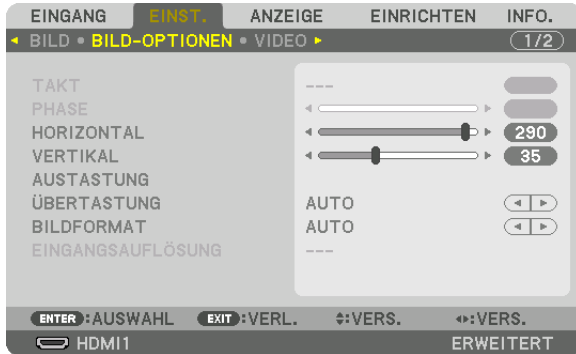 EINGANG EINST. ANZEIGE EINRICHTEN INFO.
BILD • BILD-OPTIONEN • VIDEO 1/2
TAKT ---
PHASE
HORIZONTAL 290
VERTIKAL 35
AUSTASTUNG
ÜBERTASTUNG AUTO
BILDFORMAT AUTO
EINGANGSAUFLÖSUNG ---
ENTER :AUSWAHL EXIT :VERL. :VERS. :VERS.
HDMI1 ERWEITERT